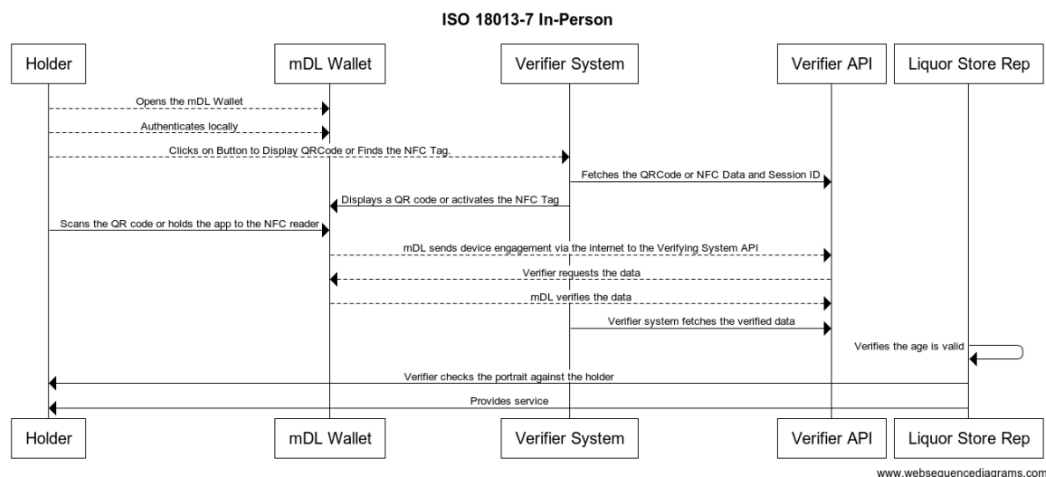 ISO 18013-7 In-Person
Holder
mDL Wallet
Verifier System
Verifier API
Liquor Store Rep
Opens the mDL Wallet
Authenticates locally
Clicks on Button to Display QRCode or Finds the NFC Tag.
Fetches the QRCode or NFC Data and Session ID
Displays a QR code or activates the NFC Tag
Scans the QR code or holds the app to the NFC reader
mDL sends device engagement via the internet to the Verifying System API
Verifier requests the data
mDL verifies the data
Verifier system fetches the verified data
Verifies the age is valid
Verifier checks the portrait against the holder
Provides service
Holder
mDL Wallet
Verifier System
Verifier API
Liquor Store Rep
www.websequencediagrams.com